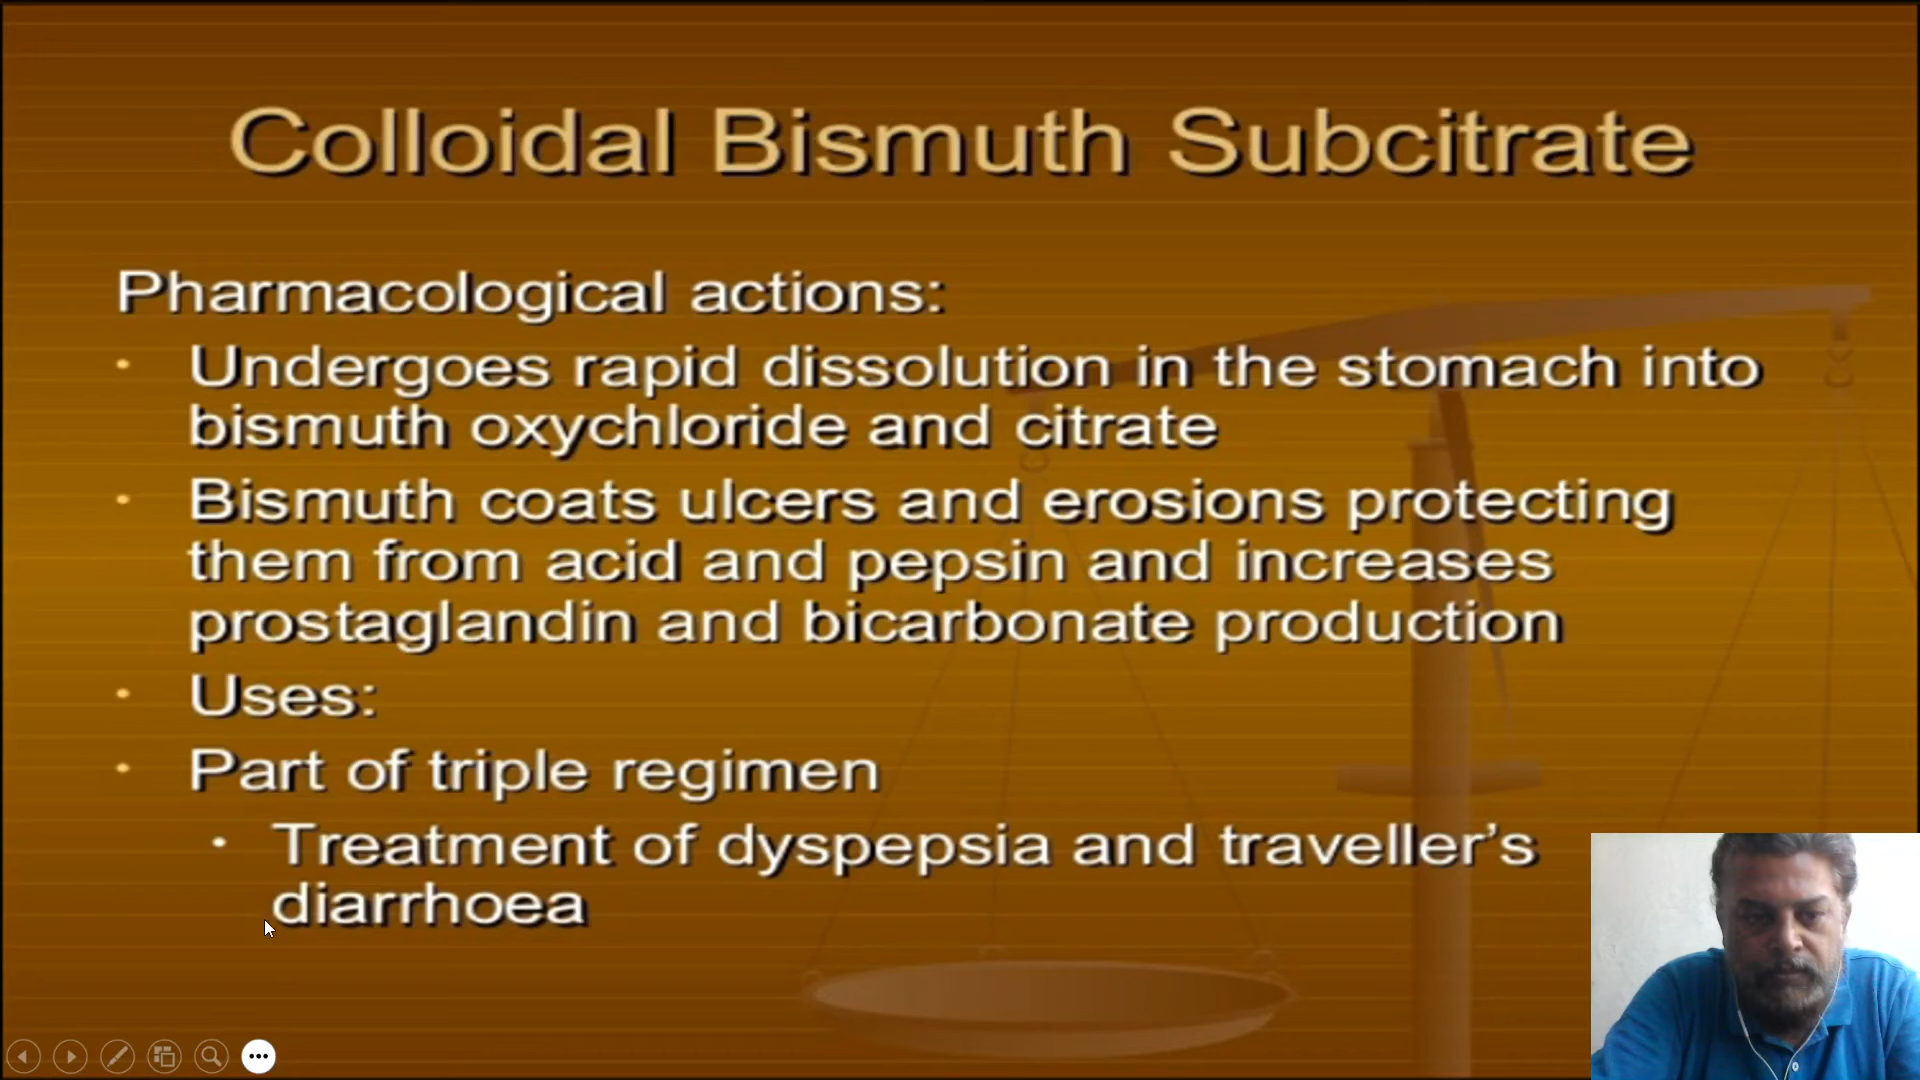 Colloidal Bismuth Subcitrate
Pharmacological actions:
• Undergoes rapid dissolution in the stomach into
bismuth oxychloride and citrate
• Bismuth coats ulcers and erosions protecting
them from acid and pepsin and increases
prostaglandin and bicarbonate production
• Uses:
• Part of triple regimen
• Treatment of dyspepsia and traveller’s
diarrhoea